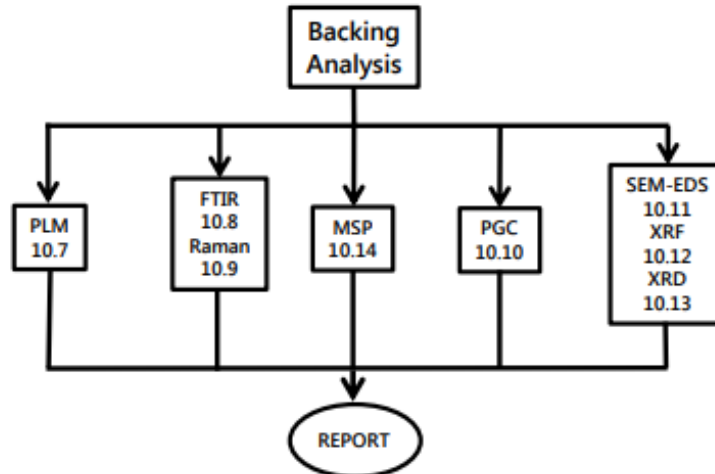 Backing
Analysis
PLM
10.7
FTIR
10.8
Raman
10.9
MSP
10.14
PGC
10.10
SEM-EDS
10.11
XRF
10.12
XRD
10.13
REPORT